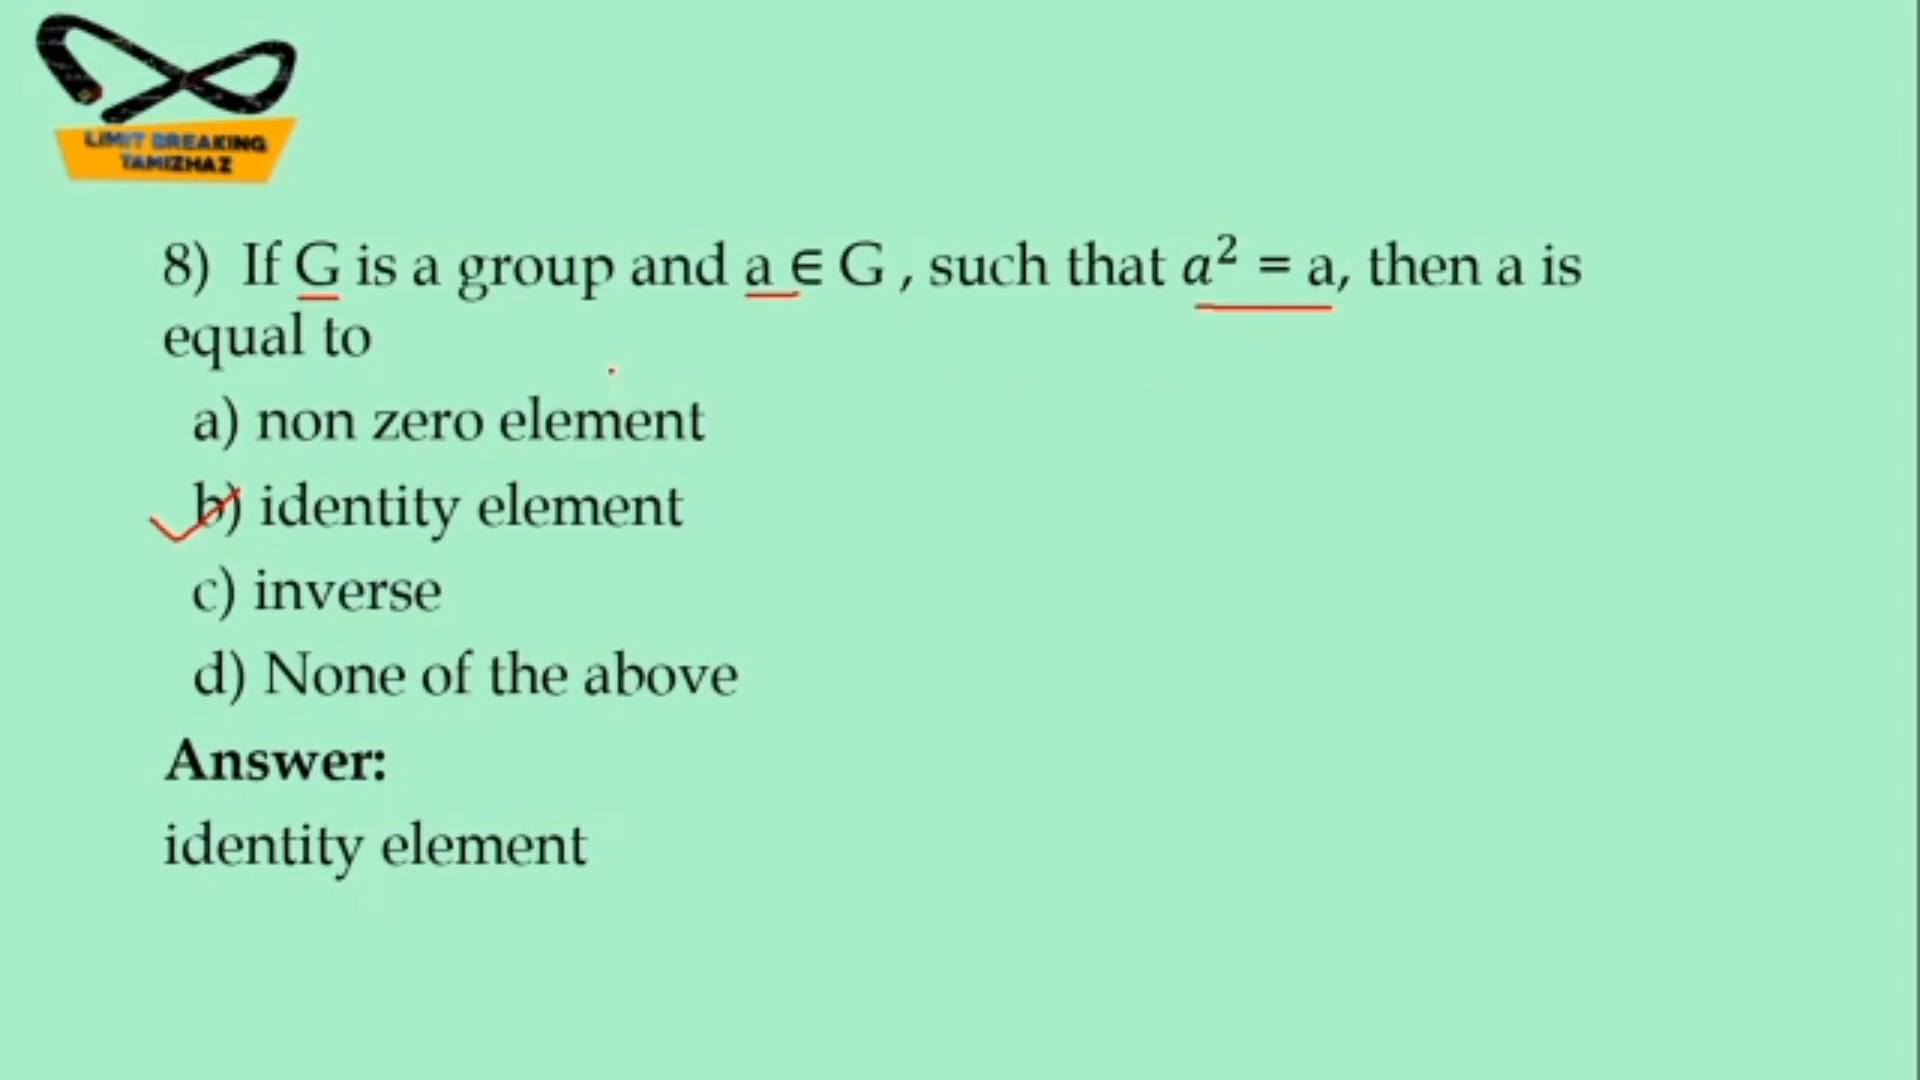 LIMIT BREAKING
TAMIZHAZ
8) If G is a group and a ∈ G , such that a² = a, then a is
equal to
a) non zero element
b) identity element
c) inverse
d) None of the above
Answer:
identity element